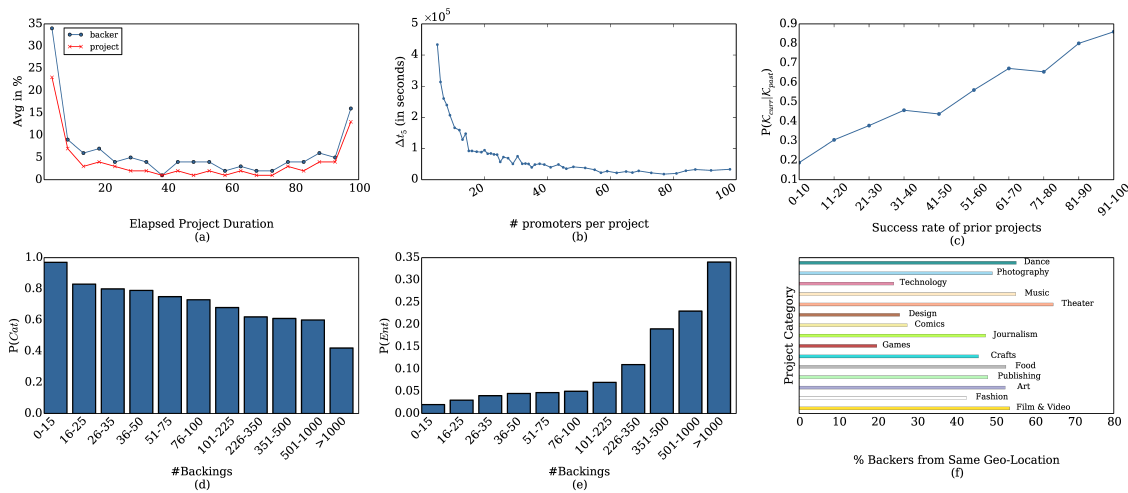 35
30
25
20
15
10
5
0
Avg in %
backer
project
20 40 60 80 100
Elapsed Project Duration
(a)
×10⁵
5
4
3
2
1
0
Δt₅ (in seconds)
20 40 60 80 100
# promoters per project
(b)
0.9
0.8
0.7
0.6
0.5
0.4
0.3
0.2
0.1
P(𝒦curr|𝒦past)
0-10 11-20 21-30 31-40 41-50 51-60 61-70 71-80 81-90 91-100
Success rate of prior projects
(c)
1.0
0.8
0.6
0.4
0.2
0.0
P(Cat)
0-15 16-25 26-35 36-50 51-75 76-100 101-225 226-350 351-500 501-1000 >1000
#Backings
(d)
0.35
0.30
0.25
0.20
0.15
0.10
0.05
0.00
P(Ent)
0-15 16-25 26-35 36-50 51-75 76-100 101-225 226-350 351-500 501-1000 >1000
#Backings
(e)
Project Category
Dance
Photography
Technology
Music
Theater
Design
Comics
Journalism
Games
Crafts
Food
Publishing
Art
Fashion
Film & Video
0 10 20 30 40 50 60 70 80
% Backers from Same Geo-Location
(f)